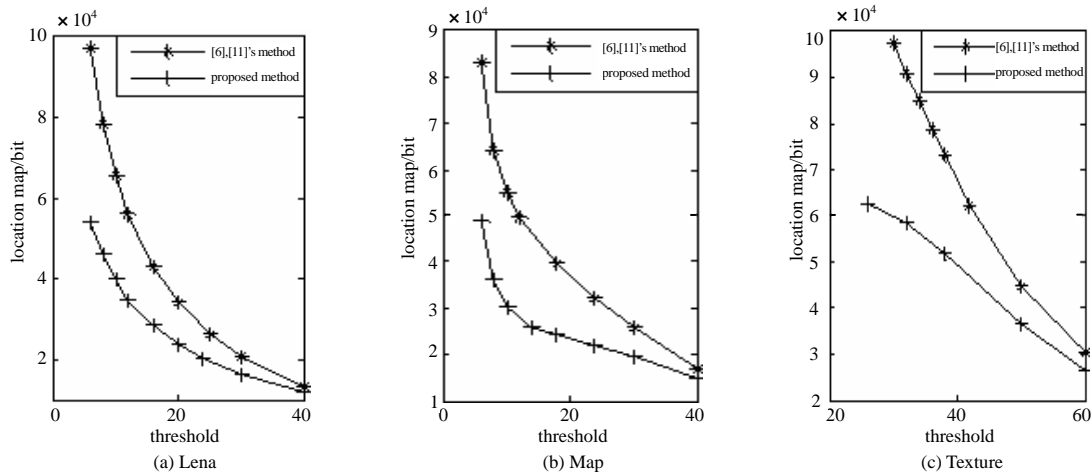 × 10⁴
10
8
6
4
2
0
20
40
location map/bit
threshold
[6],[11]'s method
proposed method
(a) Lena
× 10⁴
9
8
7
6
5
4
3
2
1
0
20
40
location map/bit
threshold
[6],[11]'s method
proposed method
(b) Map
× 10⁴
10
9
8
7
6
5
4
3
2
20
40
60
location map/bit
threshold
[6],[11]'s method
proposed method
(c) Texture